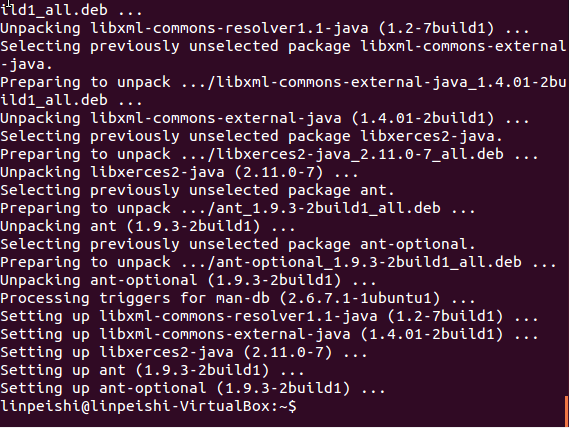 ild1_all.deb ...
Unpacking libxml-commons-resolver1.1-java (1.2-7build1) ...
Selecting previously unselected package libxml-commons-external
-java.
Preparing to unpack .../libxml-commons-external-java_1.4.01-2bu
ild1_all.deb ...
Unpacking libxml-commons-external-java (1.4.01-2build1) ...
Selecting previously unselected package libxerces2-java.
Preparing to unpack .../libxerces2-java_2.11.0-7_all.deb ...
Unpacking libxerces2-java (2.11.0-7) ...
Selecting previously unselected package ant.
Preparing to unpack .../ant_1.9.3-2build1_all.deb ...
Unpacking ant (1.9.3-2build1) ...
Selecting previously unselected package ant-optional.
Preparing to unpack .../ant-optional_1.9.3-2build1_all.deb ...
Unpacking ant-optional (1.9.3-2build1) ...
Processing triggers for man-db (2.6.7.1-1ubuntu1) ...
Setting up libxml-commons-resolver1.1-java (1.2-7build1) ...
Setting up libxml-commons-external-java (1.4.01-2build1) ...
Setting up libxerces2-java (2.11.0-7) ...
Setting up ant (1.9.3-2build1) ...
Setting up ant-optional (1.9.3-2build1) ...
linpeishi@linpeishi-VirtualBox:~$